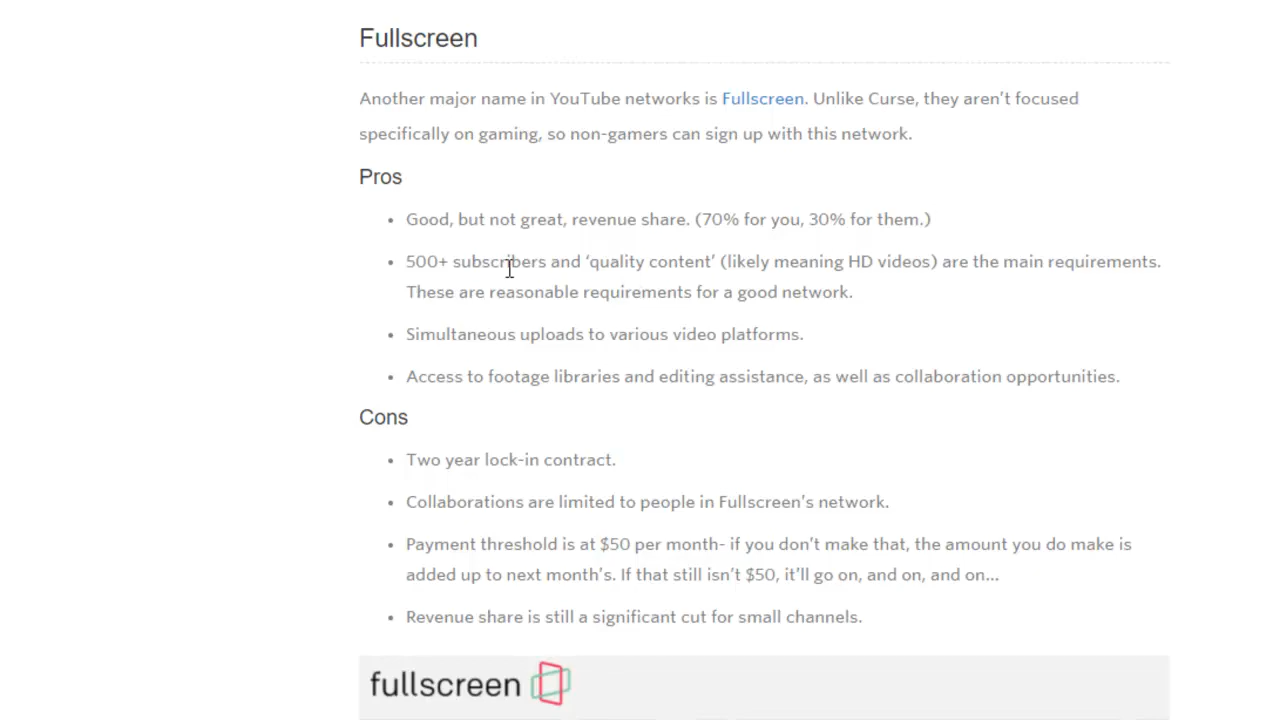 Fullscreen
Another major name in YouTube networks is Fullscreen. Unlike Curse, they aren’t focused
specifically on gaming, so non-gamers can sign up with this network.
Pros
• Good, but not great, revenue share. (70% for you, 30% for them.)
• 500+ subscribers and ‘quality content’ (likely meaning HD videos) are the main requirements.
These are reasonable requirements for a good network.
• Simultaneous uploads to various video platforms.
• Access to footage libraries and editing assistance, as well as collaboration opportunities.
Cons
• Two year lock-in contract.
• Collaborations are limited to people in Fullscreen’s network.
• Payment threshold is at $50 per month- if you don’t make that, the amount you do make is
added up to next month’s. If that still isn’t $50, it’ll go on, and on, and on…
• Revenue share is still a significant cut for small channels.
fullscreen